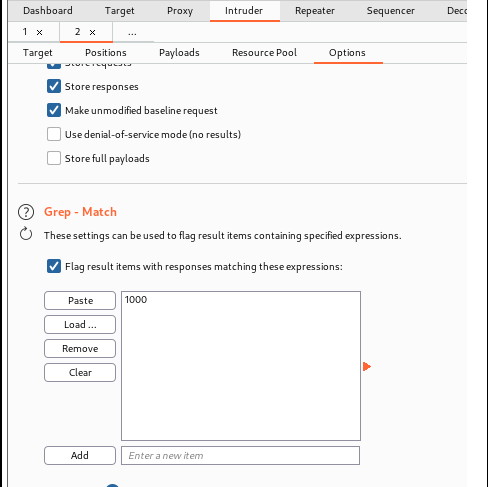 Dashboard Target Proxy Intruder Repeater Sequencer
1 × 2 × ...
Target Positions Payloads Resource Pool Options
Store requests
Store responses
Make unmodified baseline request
Use denial-of-service mode (no results)
Store full payloads
? Grep - Match
These settings can be used to flag result items containing specified expressions.
Flag result items with responses matching these expressions:
Paste 1000
Load ...
Remove
Clear
Add Enter a new item